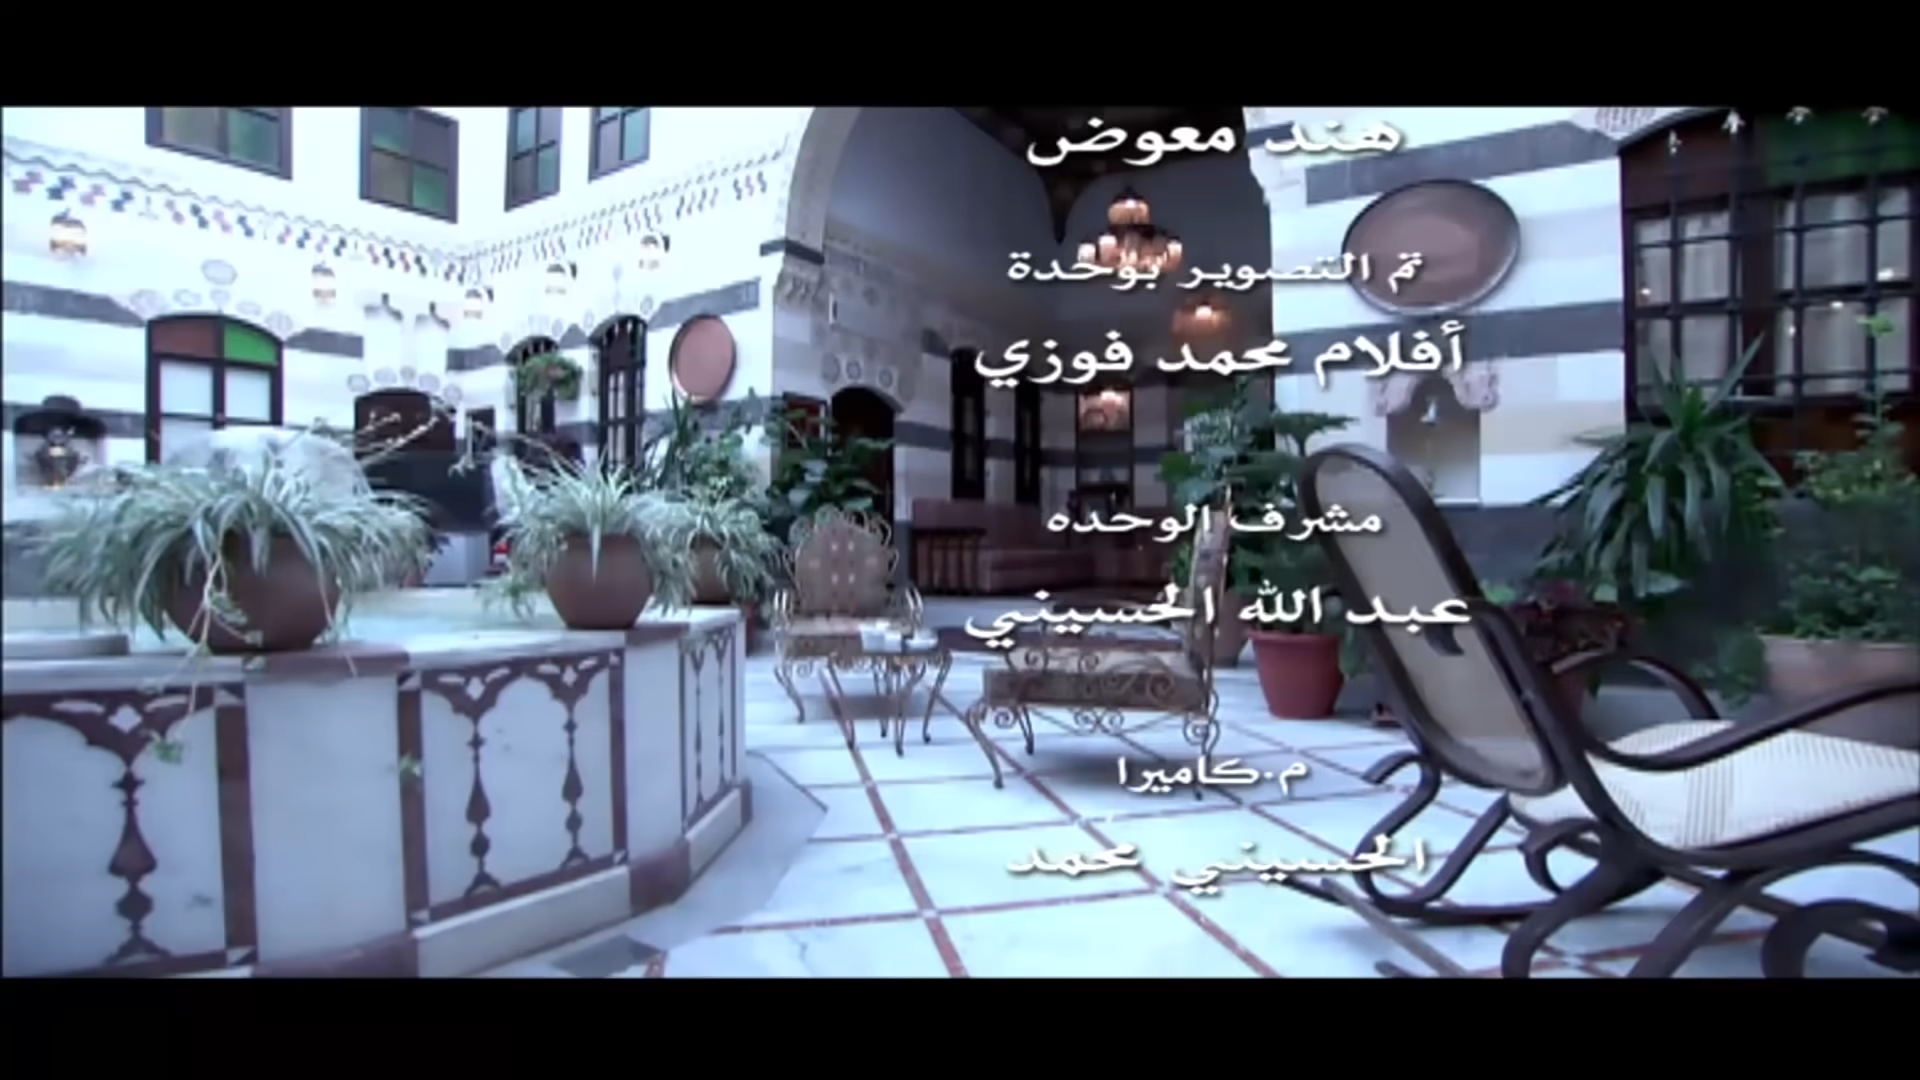 هند معوض
تم التصوير بوحدة
أفلام محمد فوزي
مشرف الوحده
عبد الله الحسيني
م.كاميرا
الحسيني محمد